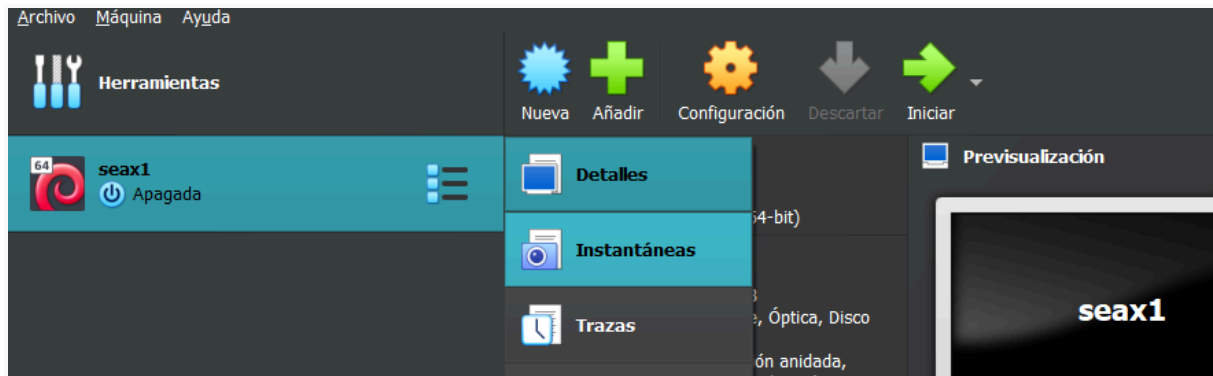 Archivo Máquina Ayuda
Herramientas
Nueva Añadir Configuración Descartar Iniciar
64
seax1
Apagada
Detalles
Instantáneas
Trazas
64-bit)
3
e, Óptica, Disco
ón anidada,
Previsualización
seax1